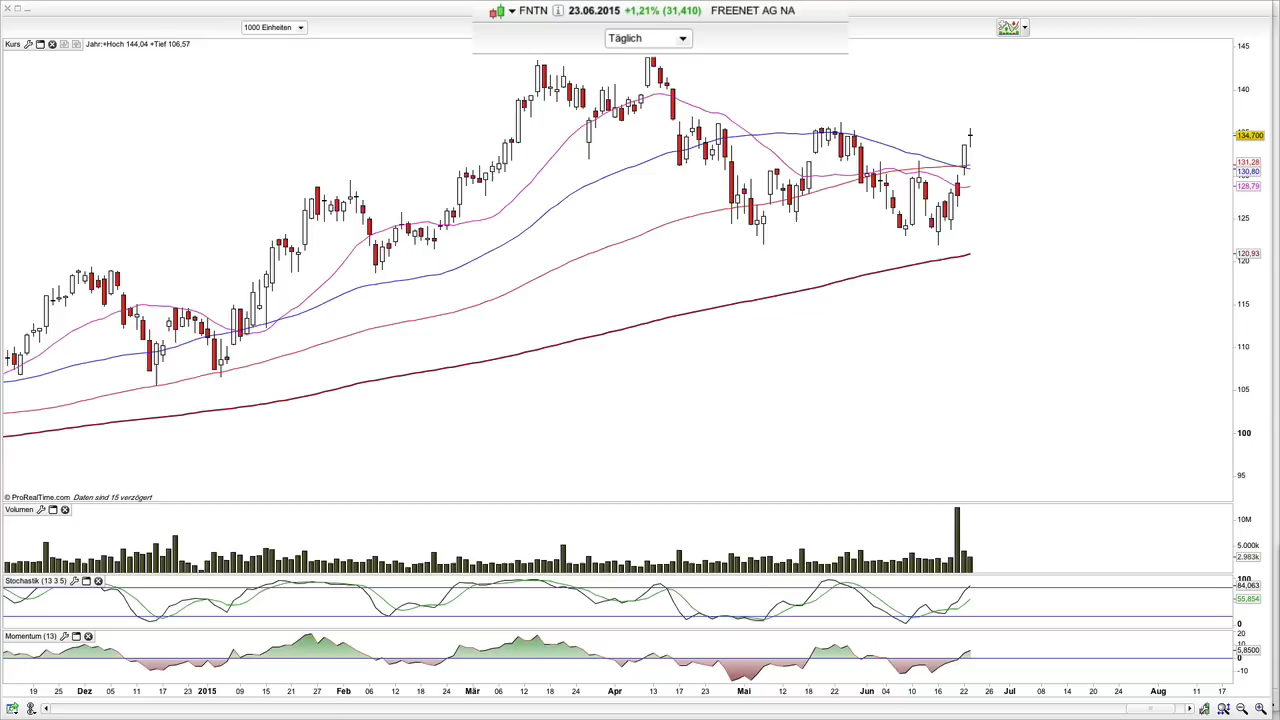 FNTN 23.06.2015 +1,21% (31,410) FREENET AG NA
1000 Einheiten
Täglich
Kurs
Jahr:+Hoch 144,04 +Tief 106,57
145
140
134,700
131,28
130,80
128,79
125
120,93
120
115
110
105
100
95
© ProRealTime.com Daten sind 15 verzögert
Volumen
10M
5.000k
2.983k
Stochastik (13 3 5)
100
84,063
55,854
0
Momentum (13)
20
10
5,8500
0
-10
19 25 Dez 05 11 17 23 2015 09 15 21 27 Feb 06 12 18 24 Mär 06 12 18 24 Apr 13 17 23 Mai 12 18 22 Jun 04 10 16 22 26 Jul 08 14 20 24 Aug 11 17